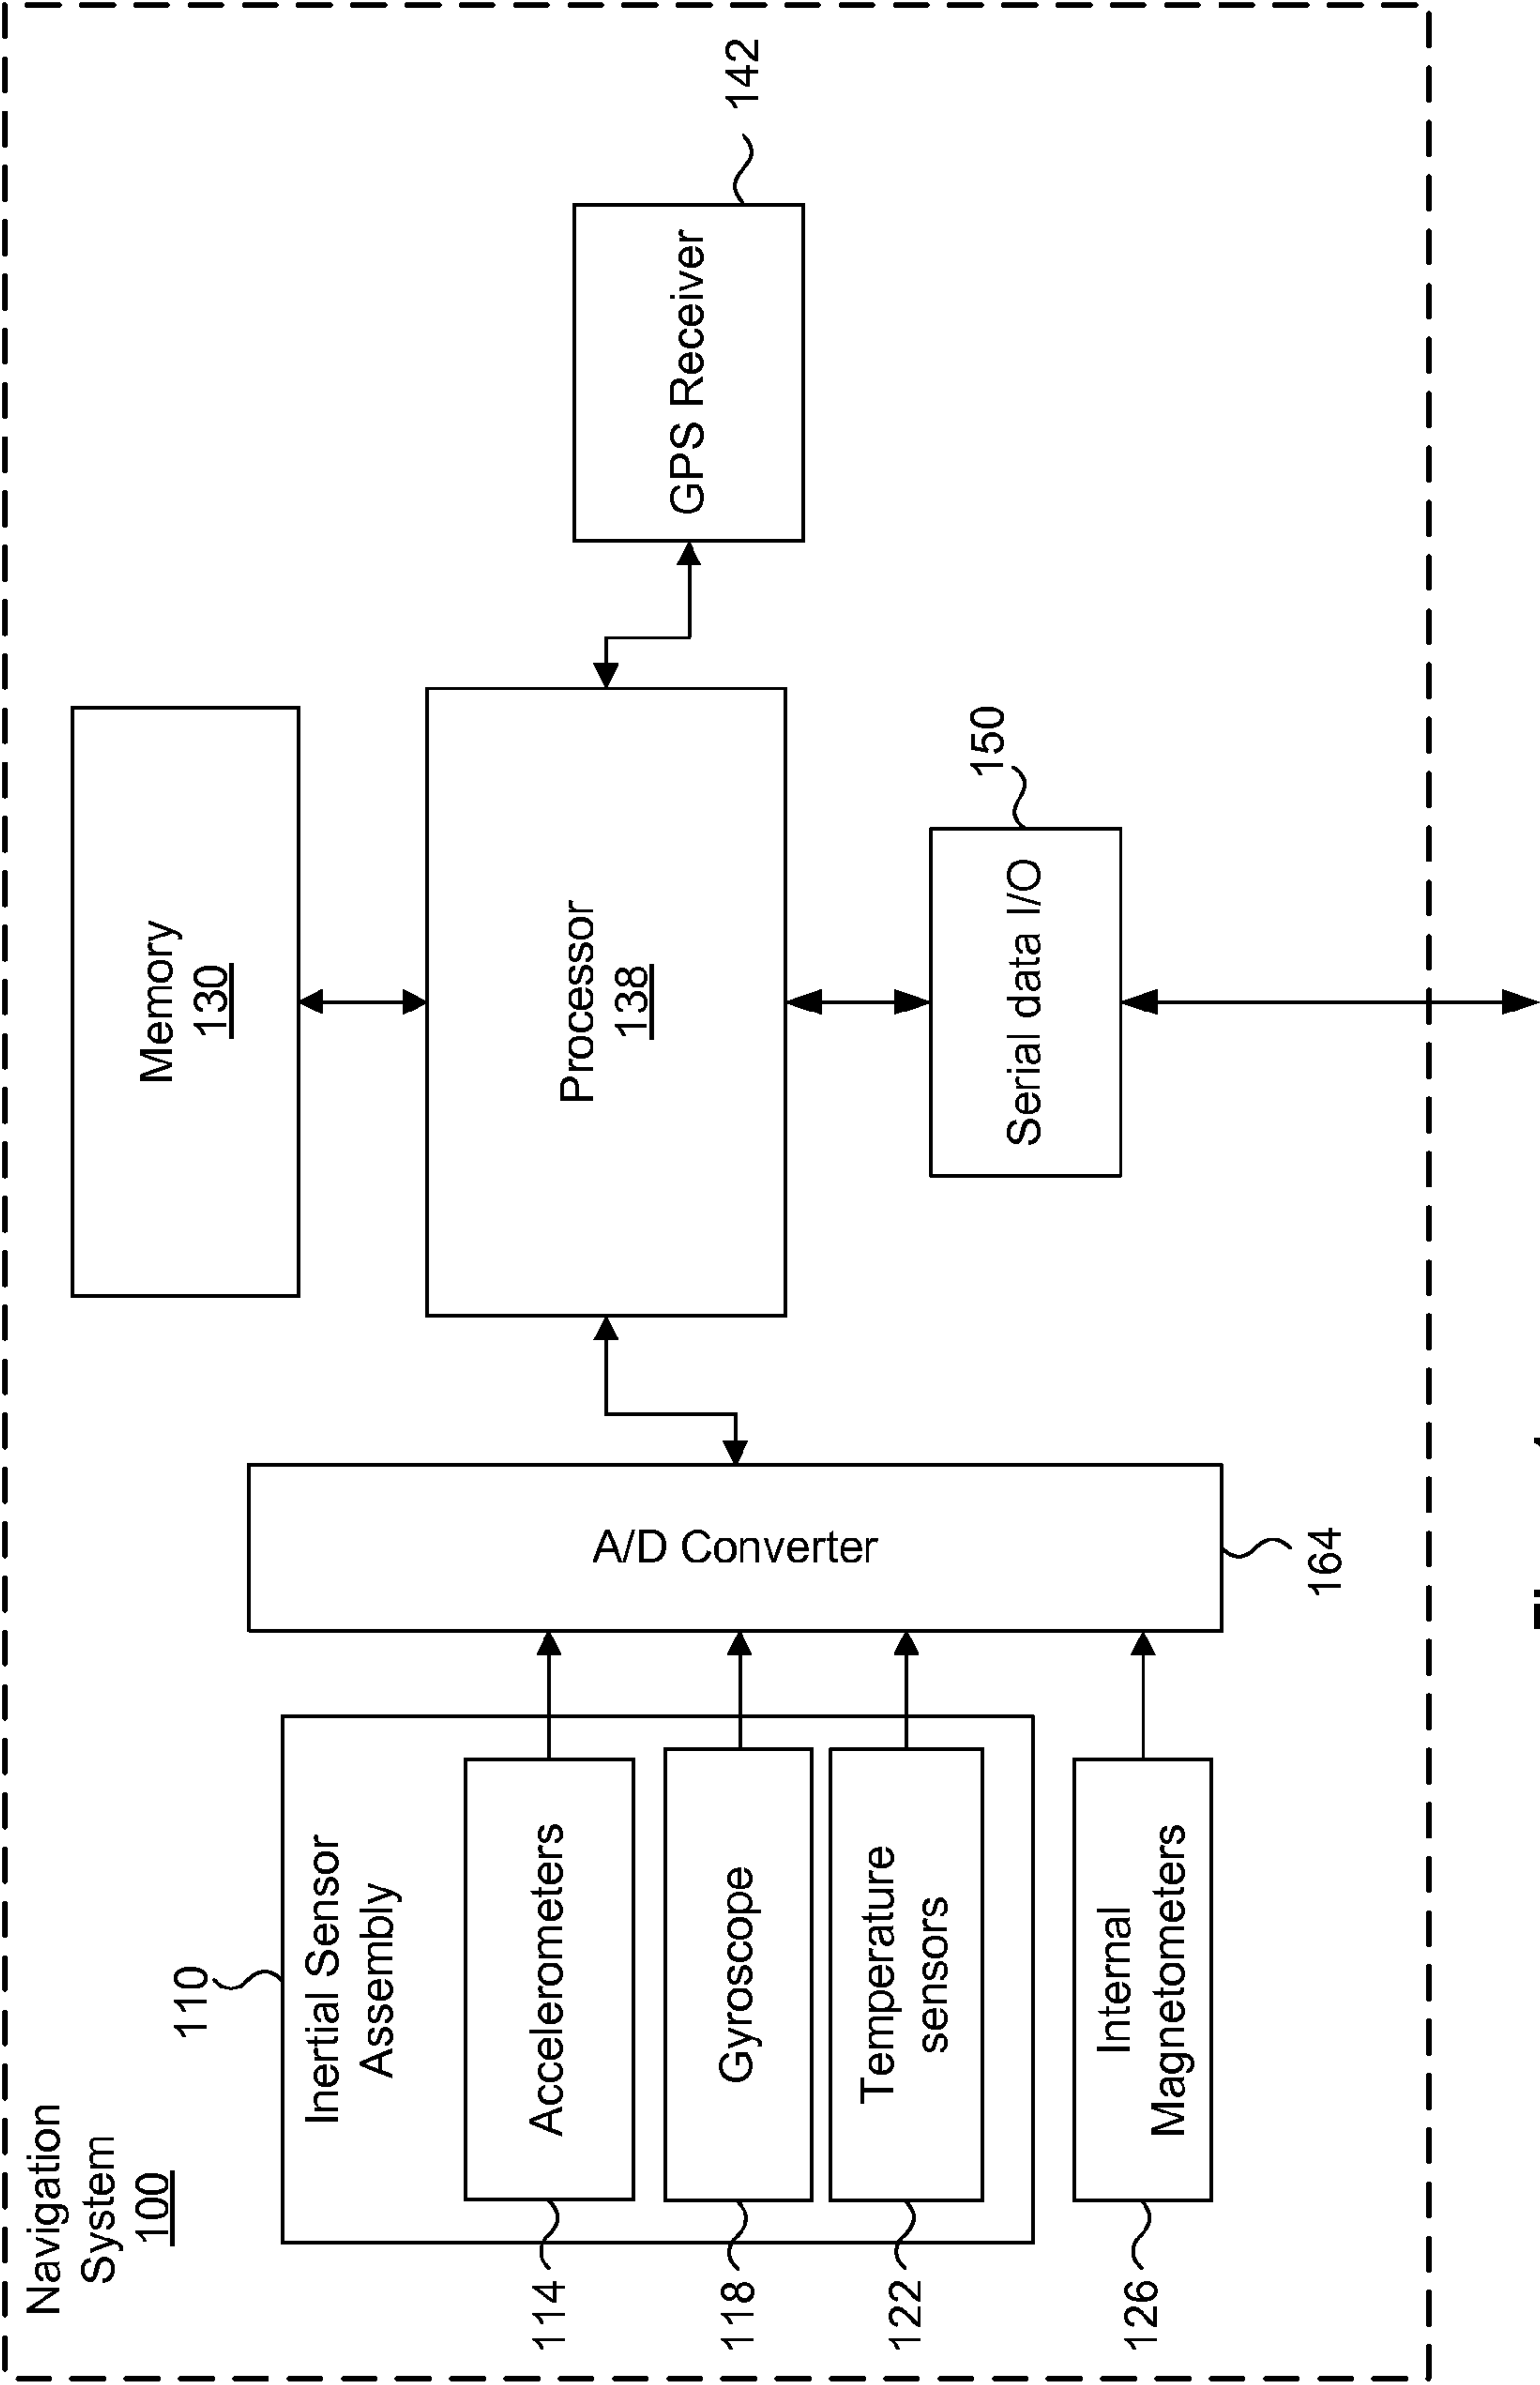 Navigation
System
100
110
Inertial Sensor
Assembly
Accelerometers
114
Gyroscope
118
Temperature
sensors
122
Internal
Magnetometers
126
A/D Converter
164
Memory
130
Processor
138
Serial data I/O
150
GPS Receiver
142